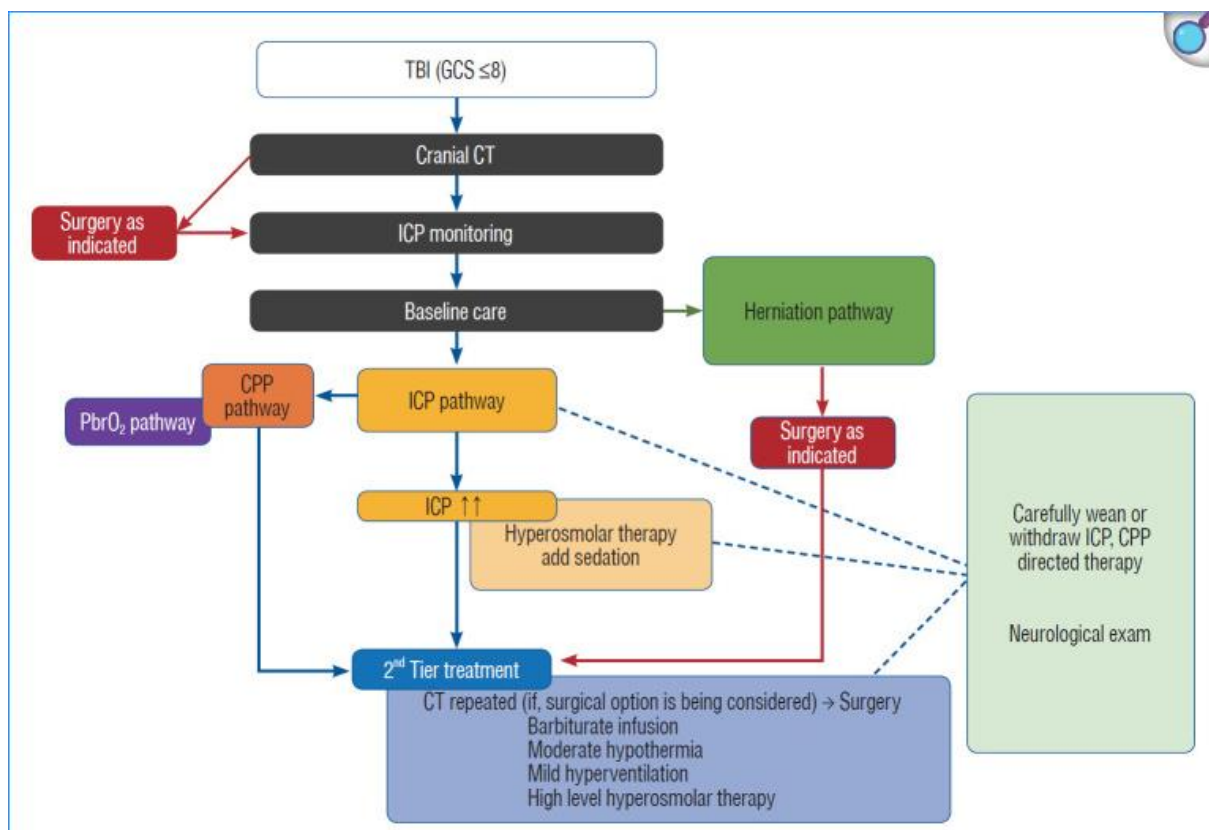 TBI (GCS ≤8)
Cranial CT
Surgery as
indicated
ICP monitoring
Baseline care
Herniation pathway
CPP
pathway
ICP pathway
PbrO₂ pathway
Surgery as
indicated
ICP ↑↑
Hyperosmolar therapy
add sedation
Carefully wean or
withdraw ICP, CPP
directed therapy
Neurological exam
2nd Tier treatment
CT repeated (if, surgical option is being considered) → Surgery
Barbiturate infusion
Moderate hypothermia
Mild hyperventilation
High level hyperosmolar therapy